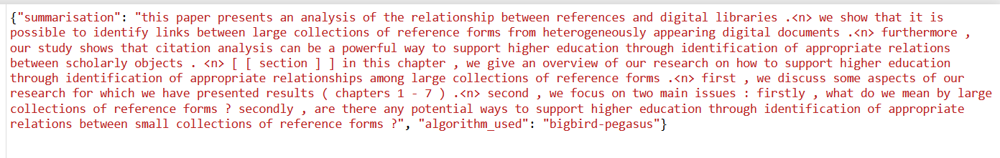 {"summarisation": "this paper presents an analysis of the relationship between references and digital libraries .<n> we show that it is
possible to identify links between large collections of reference forms from heterogeneously appearing digital documents .<n> furthermore ,
our study shows that citation analysis can be a powerful way to support higher education through identification of appropriate relations
between scholarly objects . <n> [ [ section ] ] in this chapter , we give an overview of our research on how to support higher education
through identification of appropriate relationships among large collections of reference forms .<n> first , we discuss some aspects of our
research for which we have presented results ( chapters 1 - 7 ) .<n> second , we focus on two main issues : firstly , what do we mean by large
collections of reference forms ? secondly , are there any potential ways to support higher education through identification of appropriate
relations between small collections of reference forms ?", "algorithm_used": "bigbird-pegasus"}